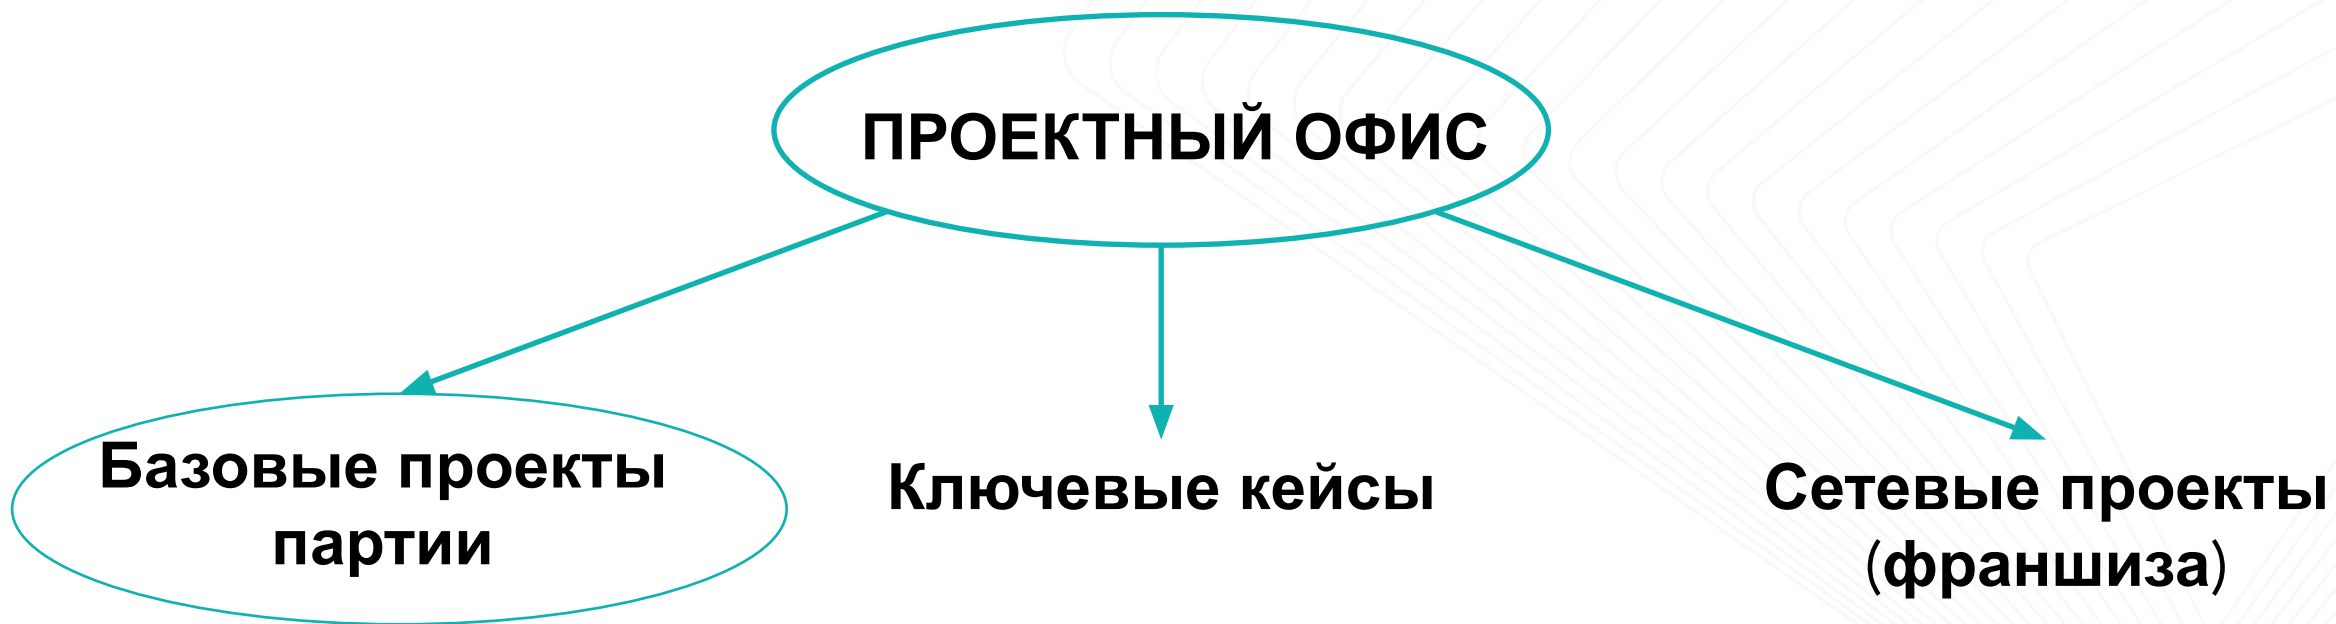 ПРОЕКТНЫЙ ОФИС
Базовые проекты
партии
Ключевые кейсы
Сетевые проекты
(франшиза)